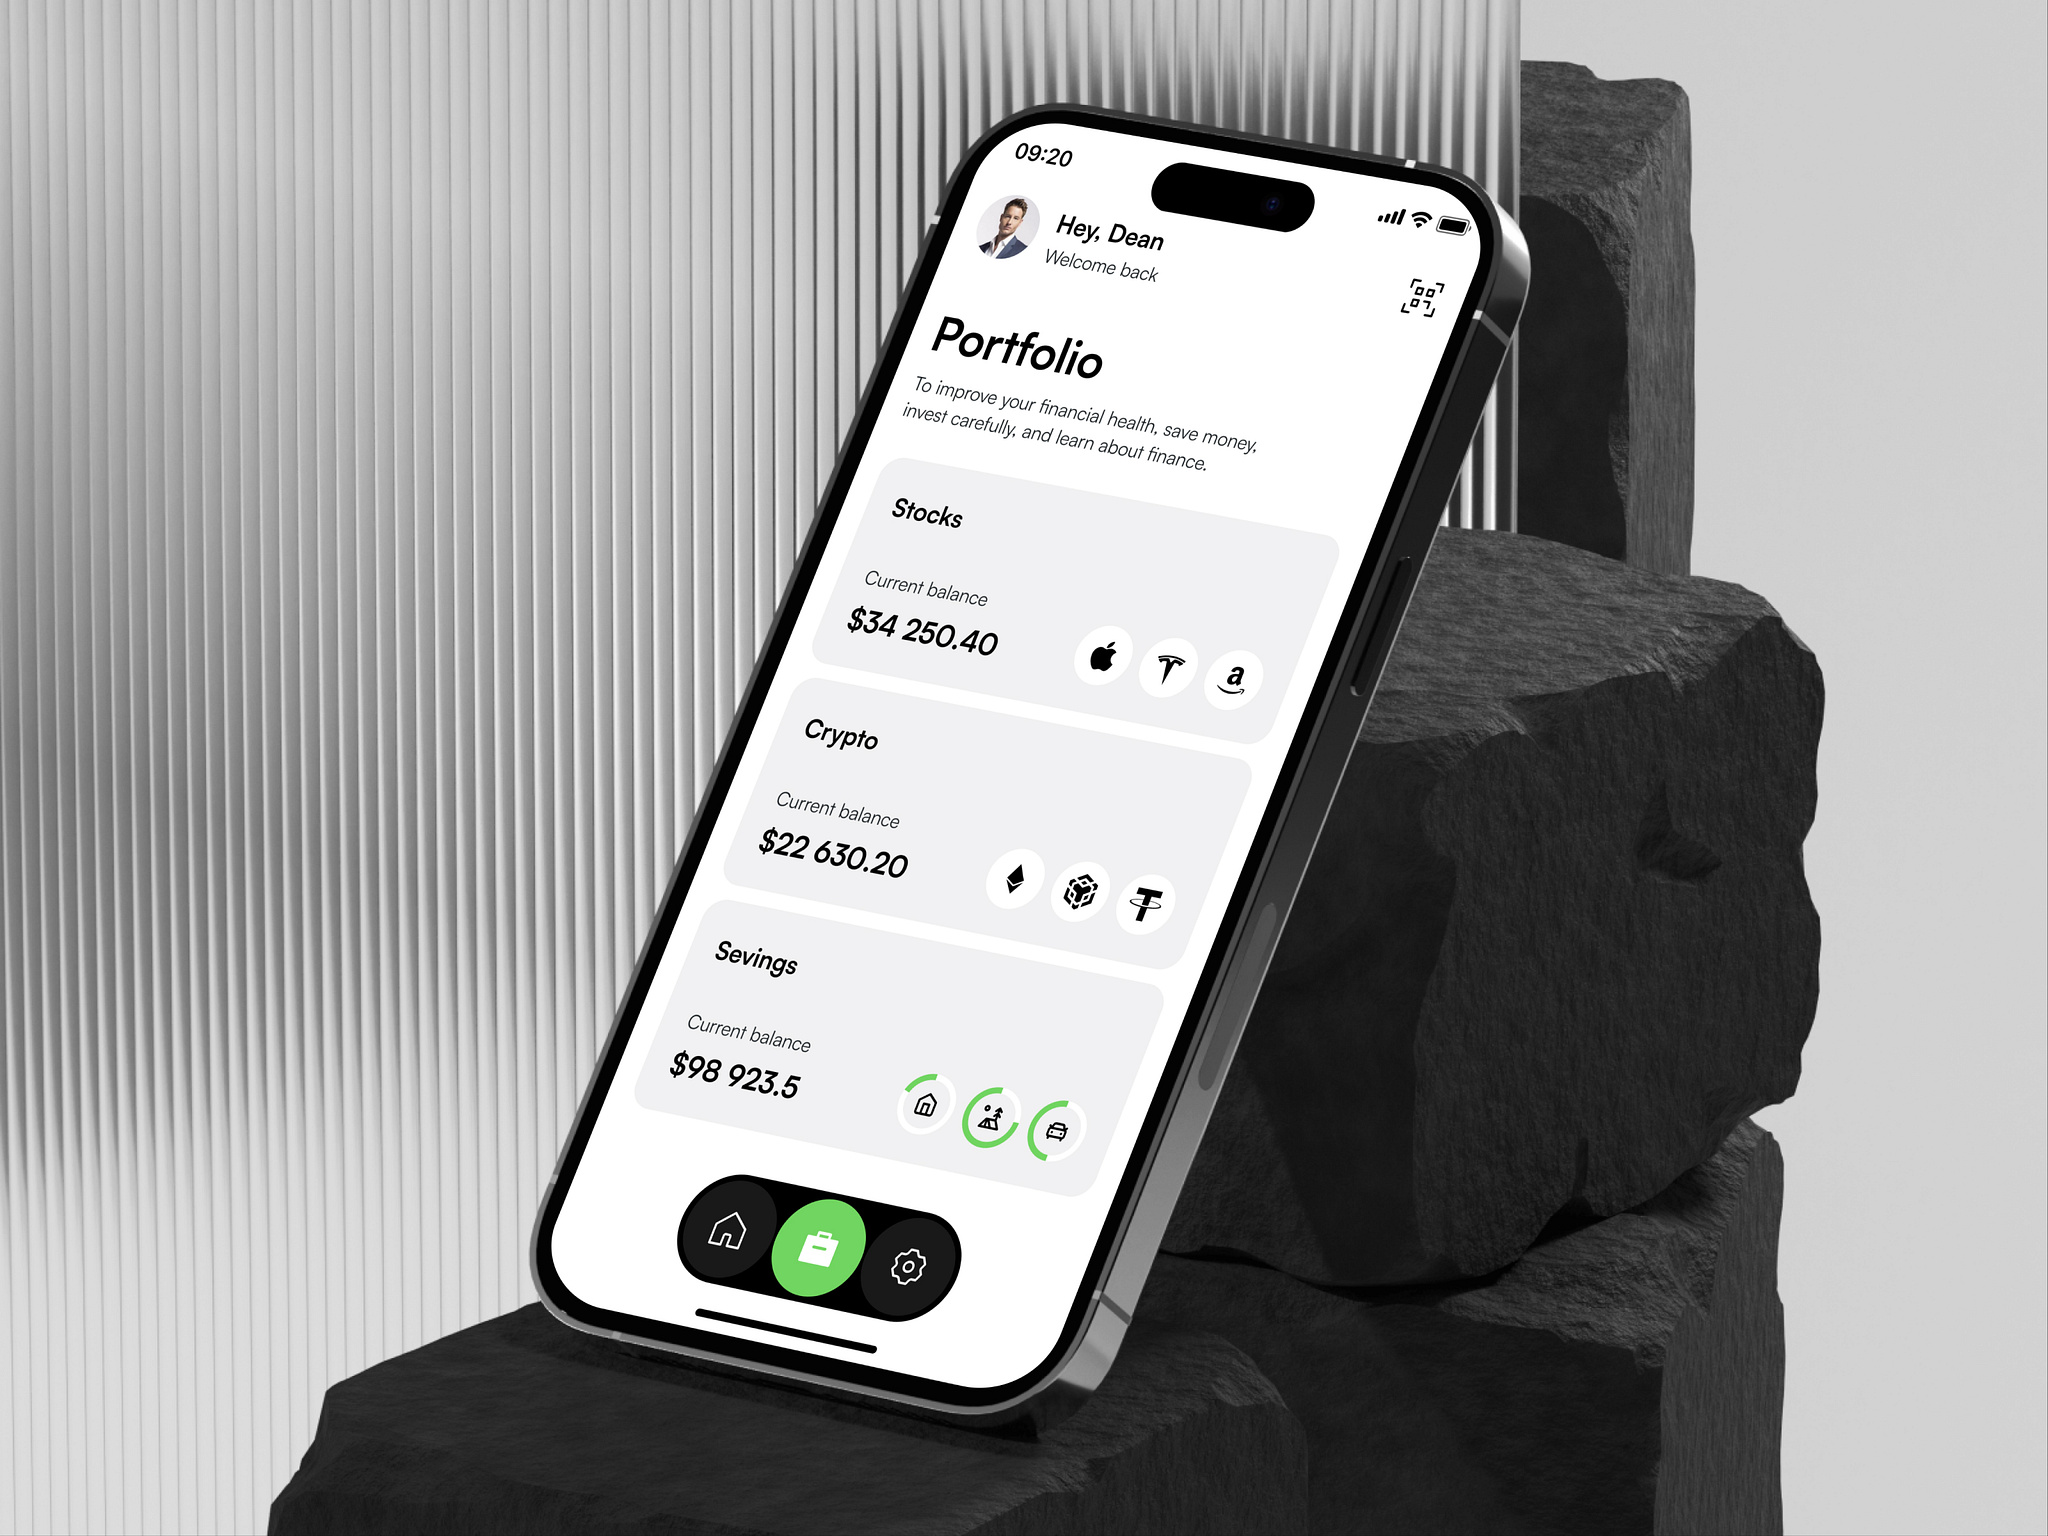 09:20
Hey, Dean
Welcome back
Portfolio
To improve your financial health, save money,
invest carefully, and learn about finance.
Stocks
Current balance
$34 250.40
a
Crypto
Current balance
$22 630.20
Sevings
Current balance
$98 923.5